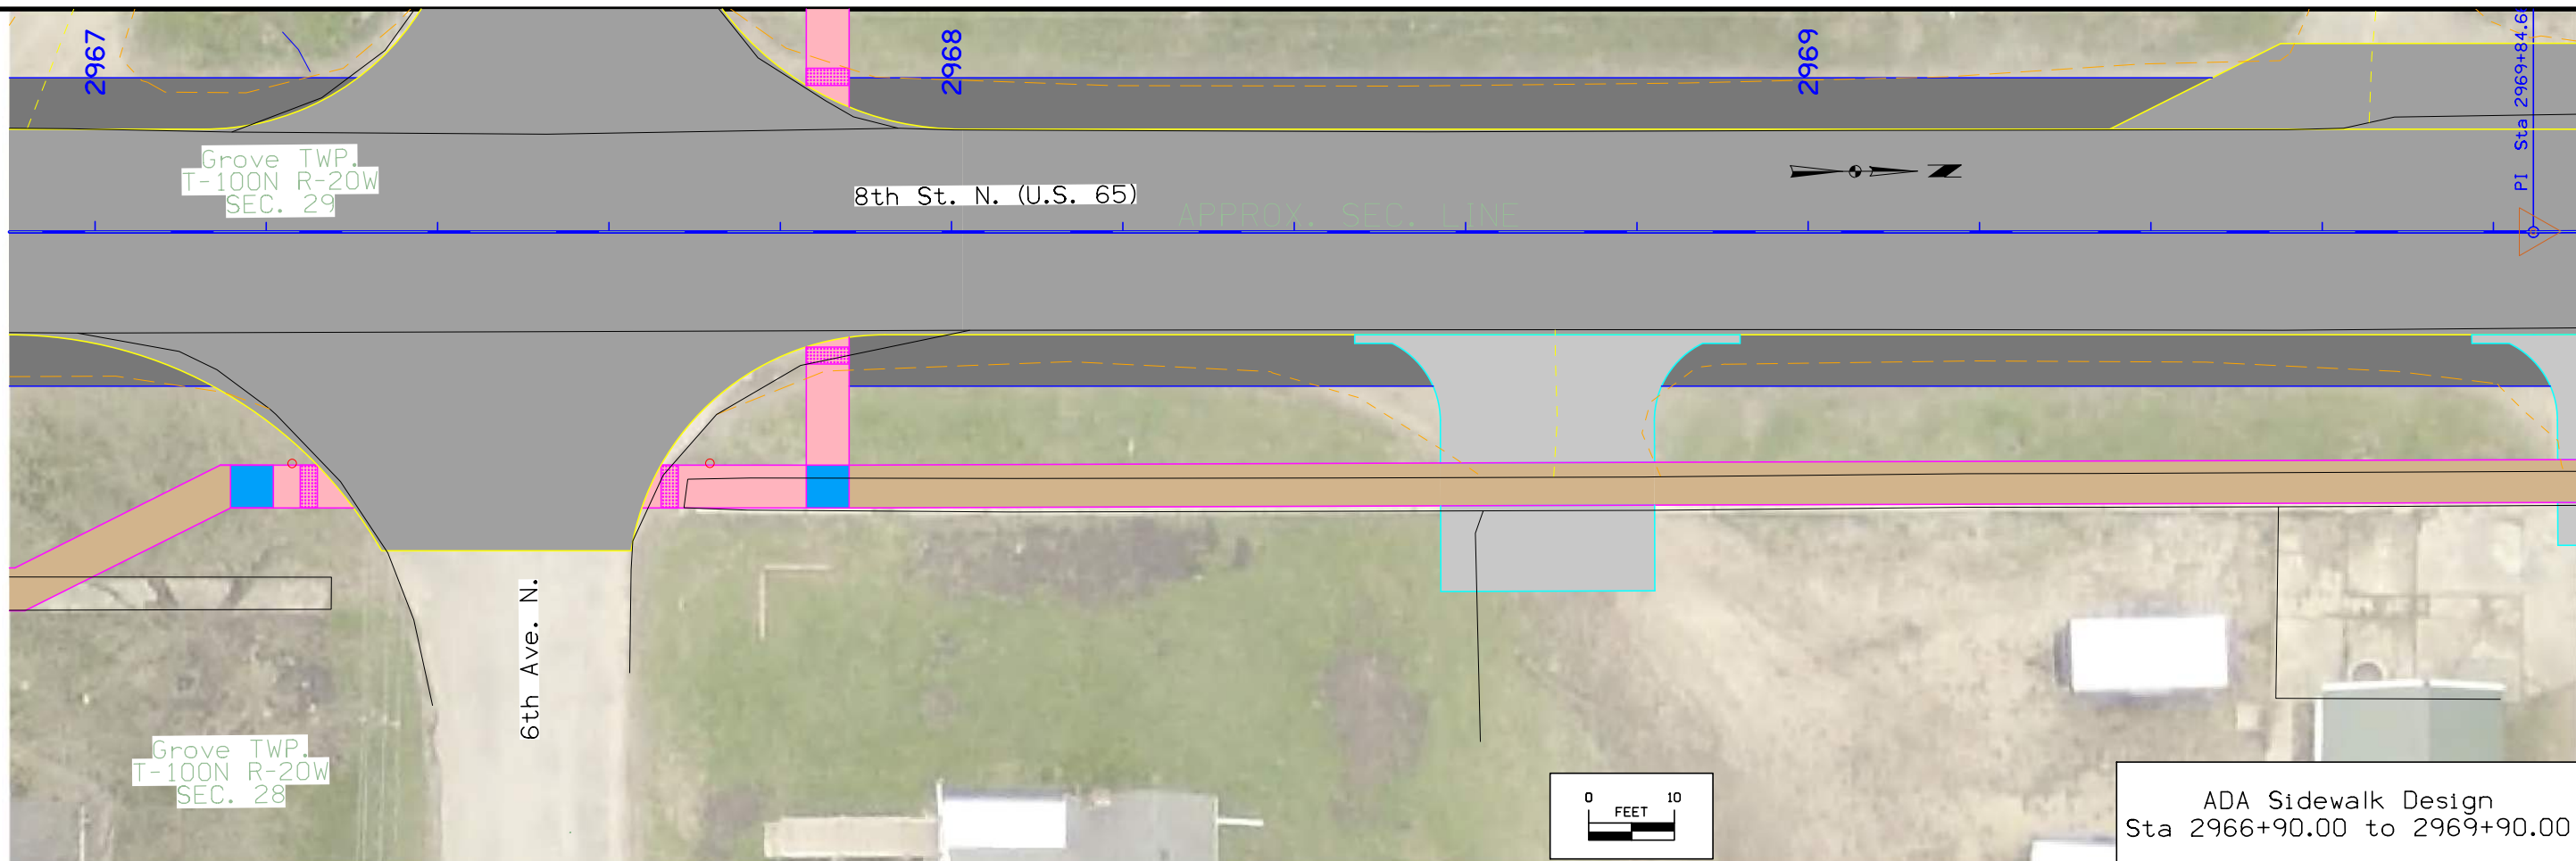 2967
2968
2969
PI Sta 2969+84.6
Grove TWP.
T-100N R-20W
SEC. 29
8th St. N. (U.S. 65)
APPROX. SEC. LINE
N
6th Ave. N.
Grove TWP.
T-100N R-20W
SEC. 28
0 10
FEET
ADA Sidewalk Design
Sta 2966+90.00 to 2969+90.00